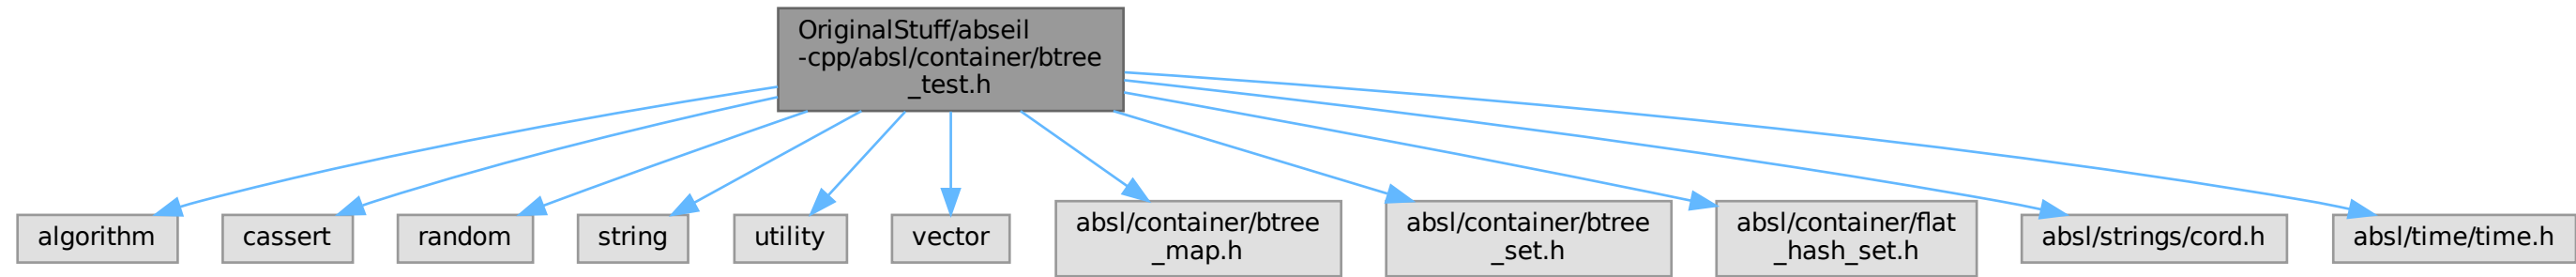 OriginalStuff/abseil
-cpp/absl/container/btree
_test.h
algorithm
cassert
random
string
utility
vector
absl/container/btree
_map.h
absl/container/btree
_set.h
absl/container/flat
_hash_set.h
absl/strings/cord.h
absl/time/time.h